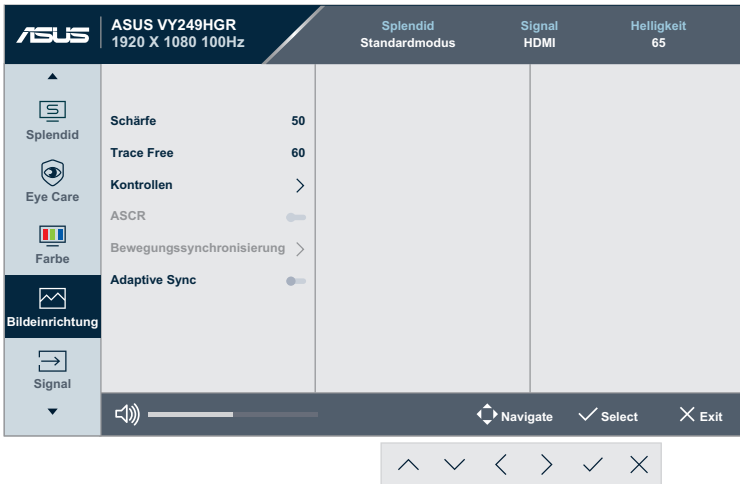 ASUS
ASUS VY249HGR
1920 X 1080 100Hz
Splendid
Standardmodus
Signal
HDMI
Helligkeit
65
Splendid
Eye Care
Farbe
Bildeinrichtung
Signal
Schärfe 50
Trace Free 60
Kontrollen
ASCR
Bewegungssynchronisierung
Adaptive Sync
Navigate
Select
Exit